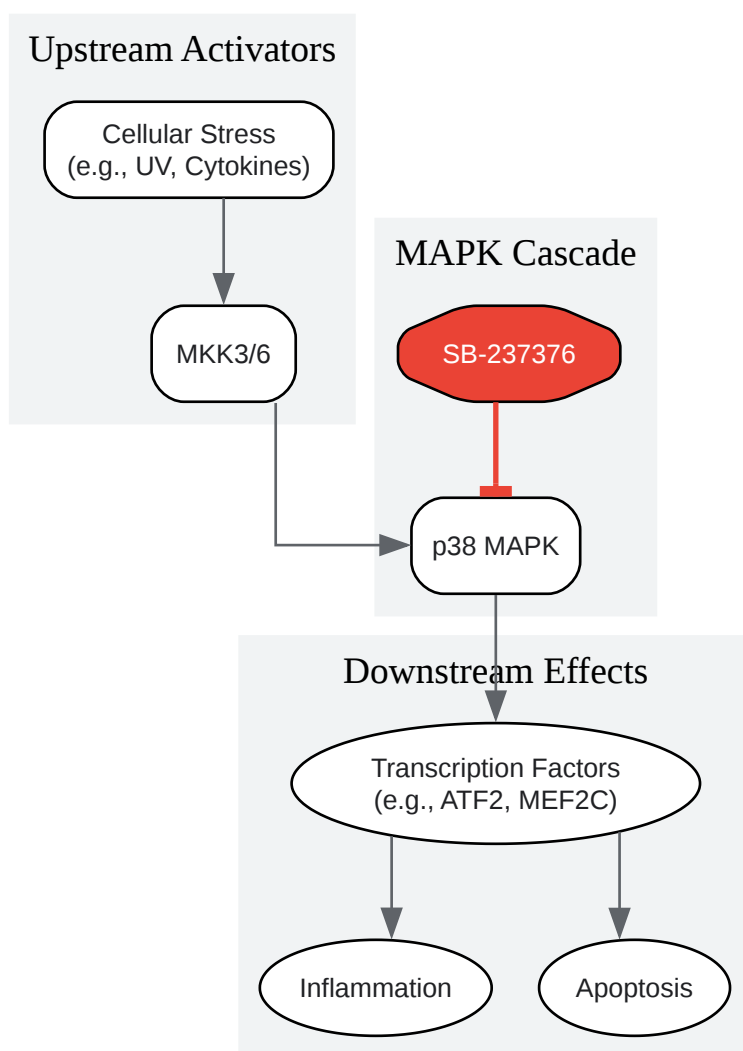 Upstream Activators
Cellular Stress
(e.g., UV, Cytokines)
MKK3/6
MAPK Cascade
SB-237376
p38 MAPK
Downstream Effects
Transcription Factors
(e.g., ATF2, MEF2C)
Inflammation
Apoptosis